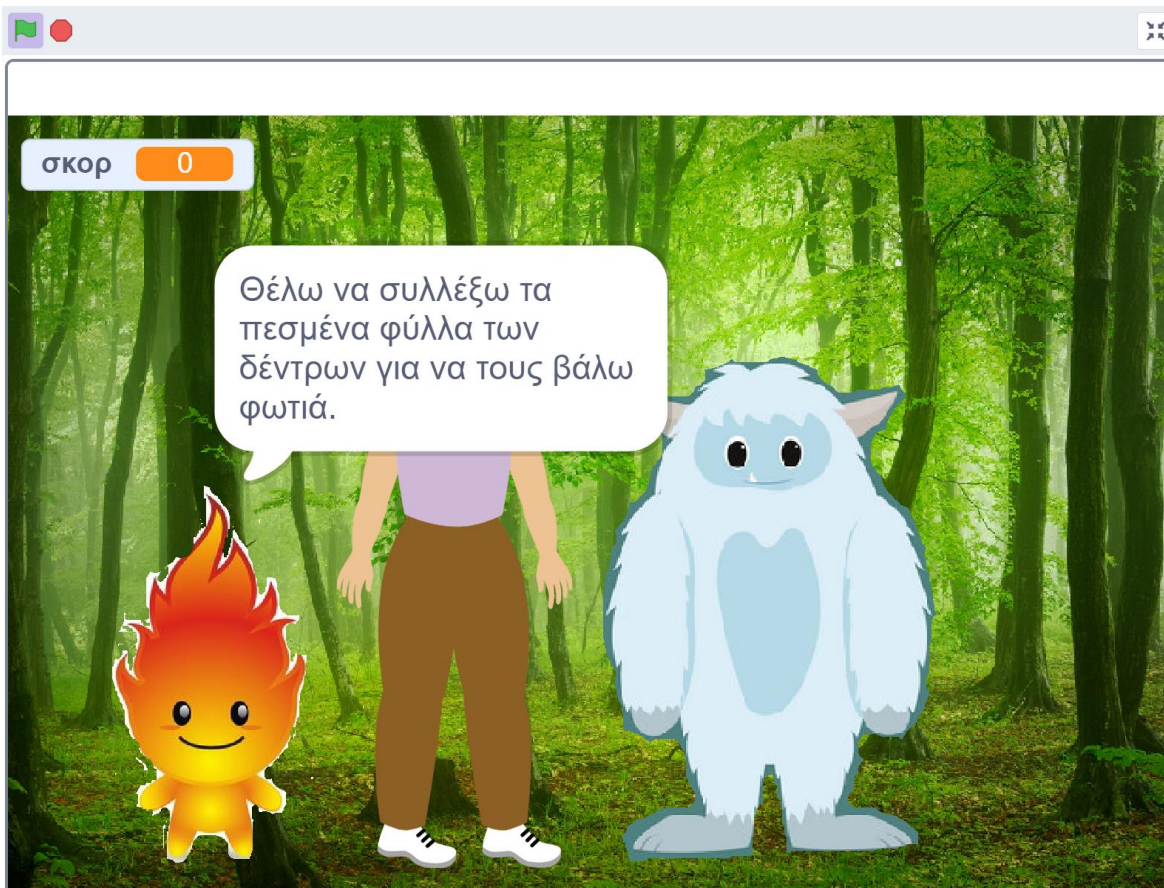 σκορ 0
Θέλω να συλλέξω τα
πεσμένα φύλλα των
δέντρων για να τους βάλω
φωτιά.